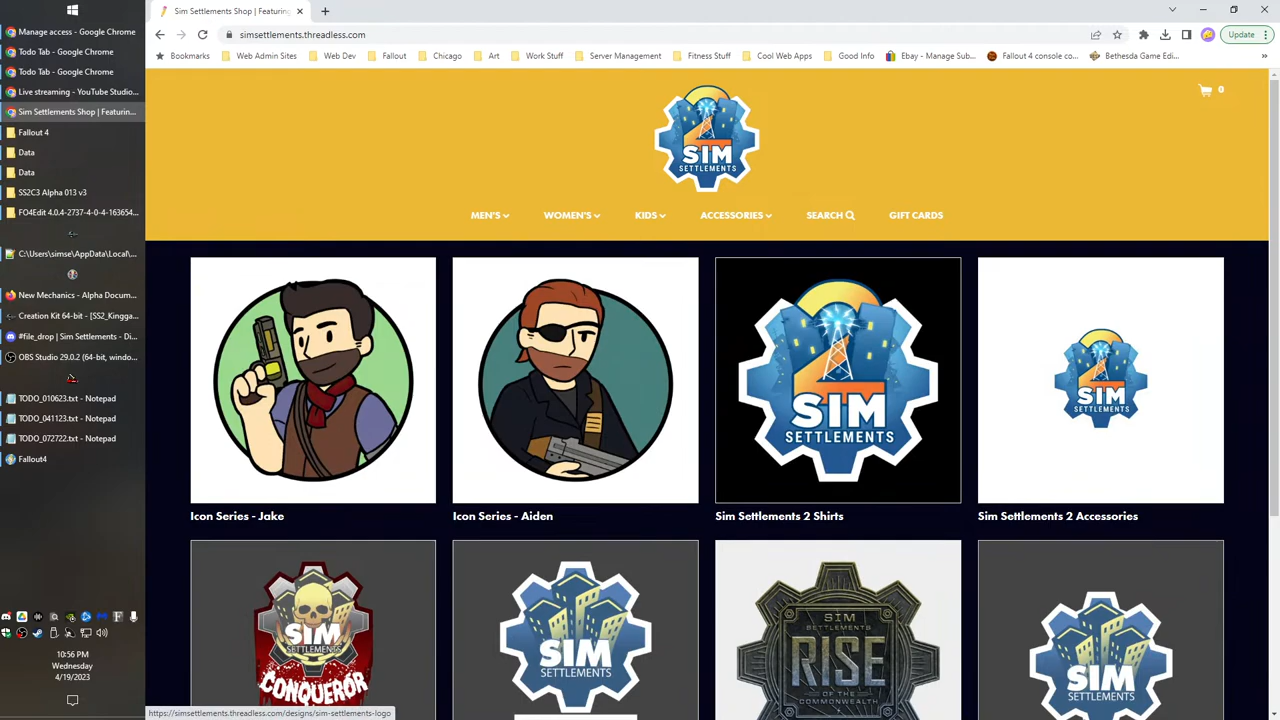 Manage Chrome - Google Chrome
Todo Tab - Google Chrome
Todo Tab - Google Chrome
Live streaming - YouTube Studio...
Sim Settlements Shop | Featurin...
Fallout 4
Data
Data
SS2C3 Alpha 013 v3
FO4Edit 4.0.4-2737-4-0-4-163654...
C:\Users\simse\AppData\Local\...
New Mechanics - Alpha Docum...
Creation Kit 64-bit - [SS2_Kingga...
#file_drop | Sim Settlements - Di...
OBS Studio 29.0.2 (64-bit, windo...
TODO_010623.txt - Notepad
TODO_041123.txt - Notepad
TODO_072722.txt - Notepad
Fallout4
10:56 PM
Wednesday
4/19/2023
Sim Settlements Shop | Featuring
simsettlements.threadless.com
Update
Bookmarks Web Admin Sites Web Dev Fallout Chicago Art Work Stuff Server Management Fitness Stuff Cool Web Apps Good Info Ebay - Manage Sub... Fallout 4 console co... Bethesda Game Edi... »
0
2
SIM
SETTLEMENTS
MEN'S WOMEN'S KIDS ACCESSORIES SEARCH GIFT CARDS
2
SIM
SETTLEMENTS
2
SIM
SETTLEMENTS
Icon Series - Jake
Icon Series - Aiden
Sim Settlements 2 Shirts
Sim Settlements 2 Accessories
SIM
SETTLEMENTS
CONQUEROR
SIM
SETTLEMENTS
SIM
SETTLEMENTS
RISE
OF THE
COMMONWEALTH
SIM
SETTLEMENTS
https://simsettlements.threadless.com/designs/sim-settlements-logo